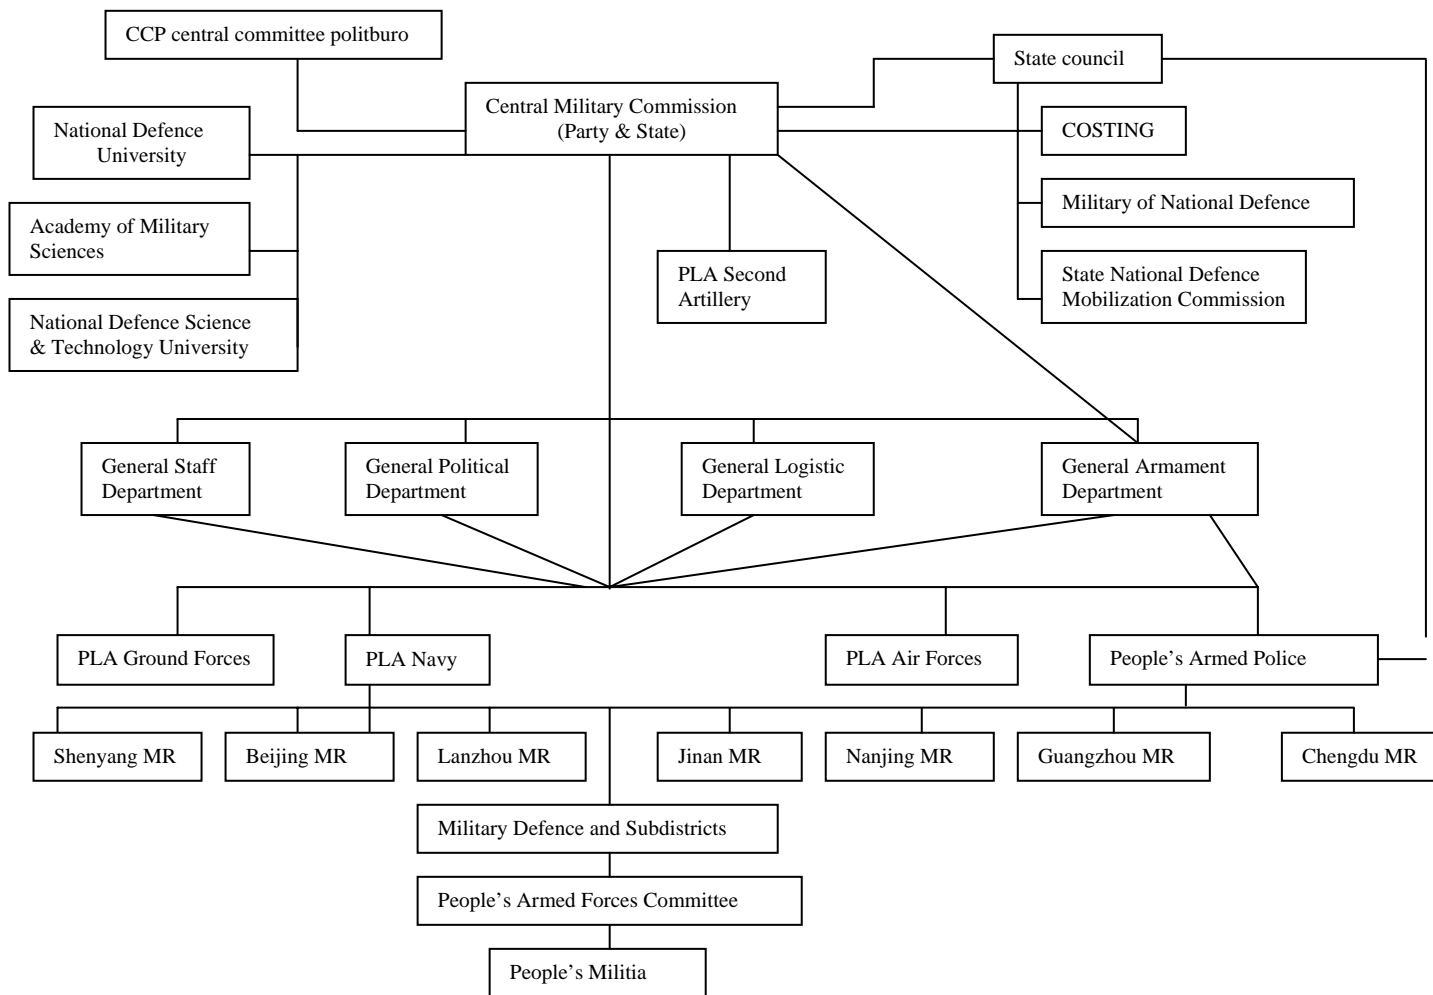 CCP central committee politburo
State council
Central Military Commission
(Party & State)
National Defence
University
COSTING
Academy of Military
Sciences
Military of National Defence
PLA Second
Artillery
State National Defence
Mobilization Commission
National Defence Science
& Technology University
General Staff
Department
General Political
Department
General Logistic
Department
General Armament
Department
PLA Ground Forces
PLA Navy
PLA Air Forces
People’s Armed Police
Shenyang MR
Beijing MR
Lanzhou MR
Jinan MR
Nanjing MR
Guangzhou MR
Chengdu MR
Military Defence and Subdistricts
People’s Armed Forces Committee
People’s Militia